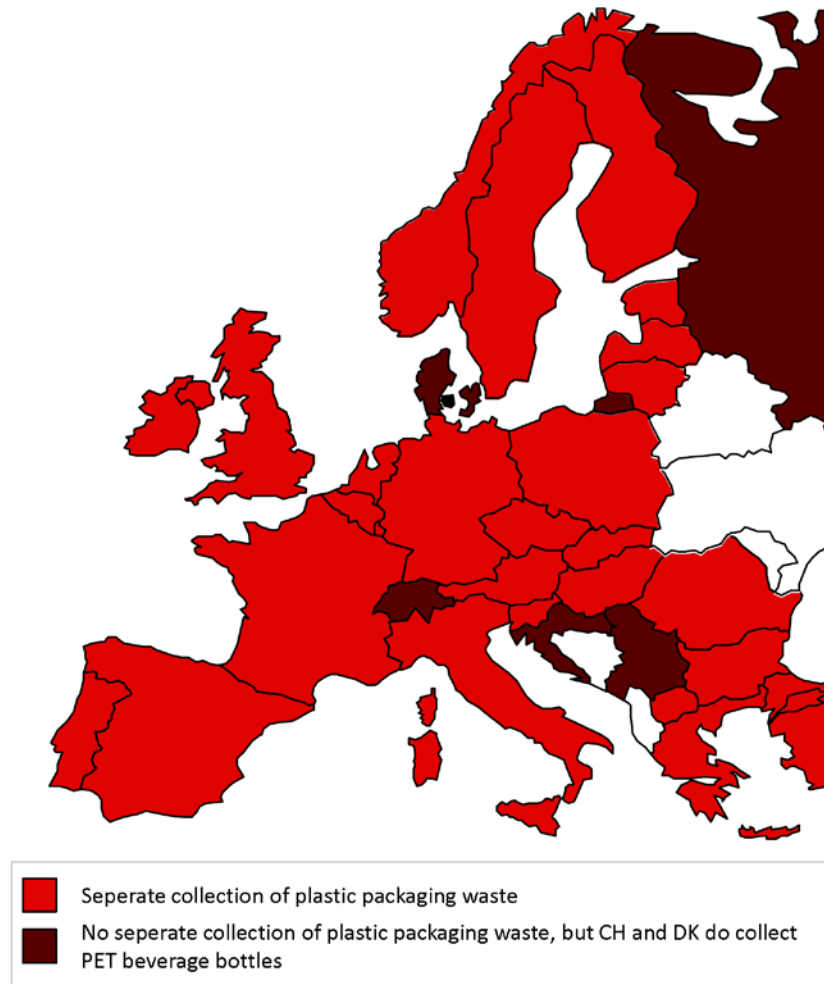 Seperate collection of plastic packaging waste
No seperate collection of plastic packaging waste, but CH and DK do collect
PET beverage bottles